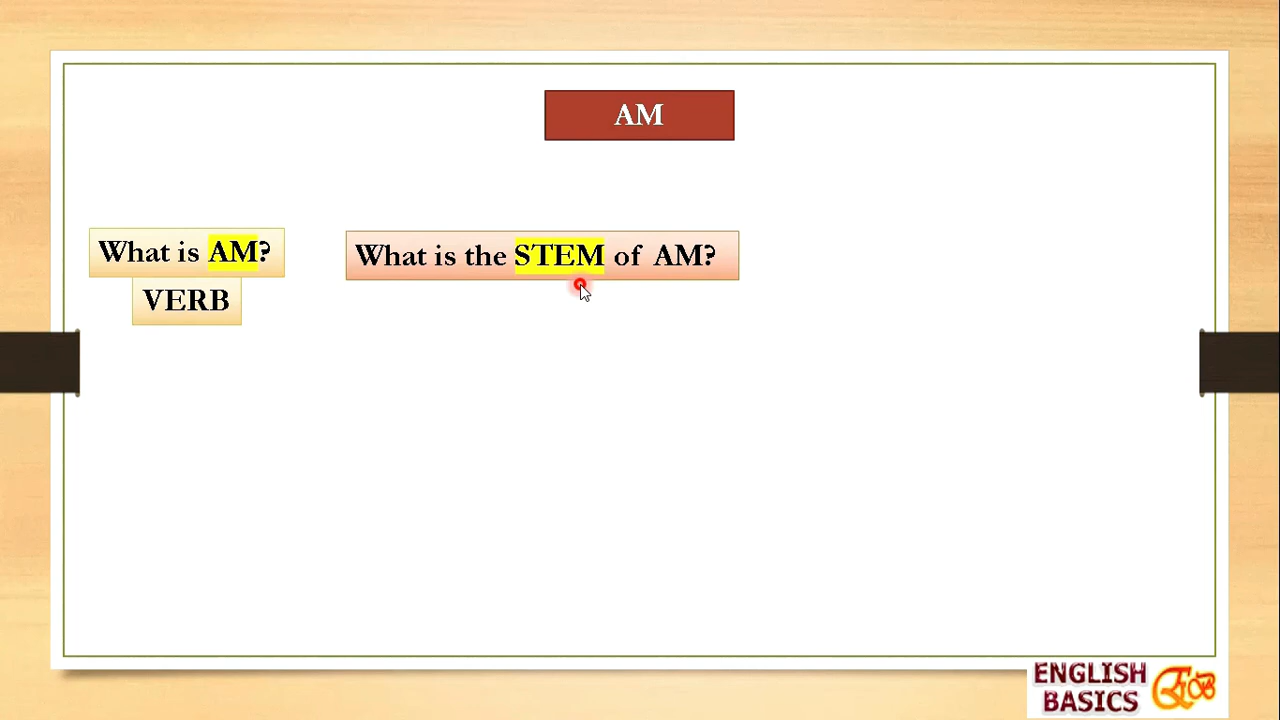 AM
What is AM?
VERB
What is the STEM of AM?
ENGLISH
BASICS